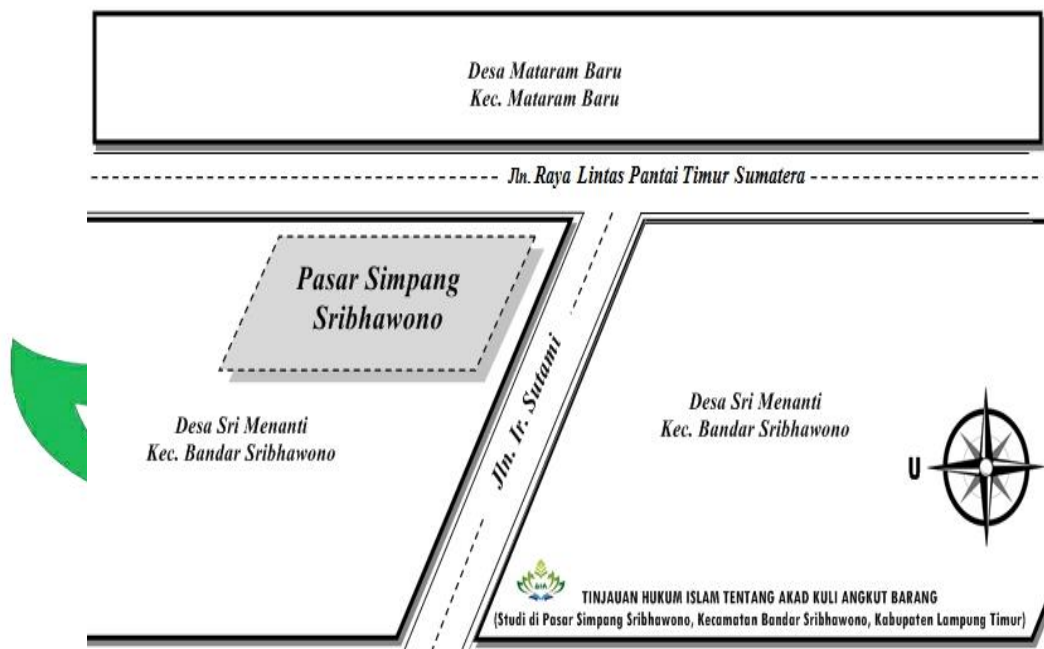 Desa Mataram Baru
Kec. Mataram Baru
Jln. Raya Lintas Pantai Timur Sumatera
Pasar Simpang
Sribhawono
Jln. Ir. Sutami
Desa Sri Menanti
Kec. Bandar Sribhawono
Desa Sri Menanti
Kec. Bandar Sribhawono
U
TINJAUAN HUKUM ISLAM TENTANG AKAD KULI ANGKUT BARANG
(Studi di Pasar Simpang Sribhawono, Kecamatan Bandar Sribhawono, Kabupaten Lampung Timur)